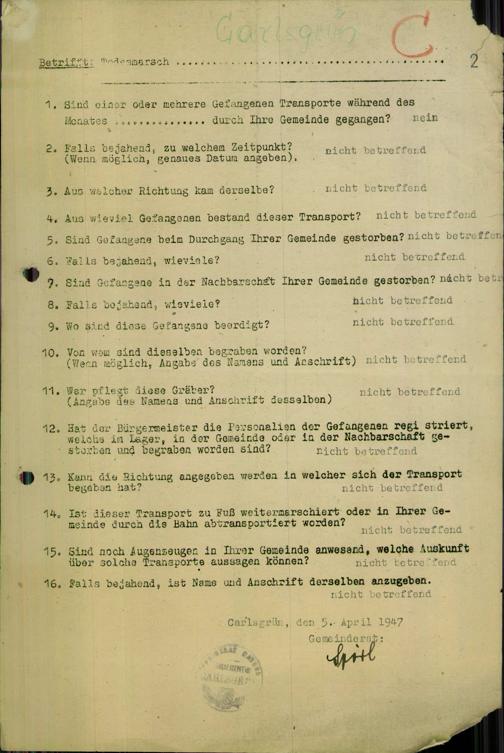 Carlsgrün
C
2
Betrifft: Todesmarsch ........................................
1. Sind einer oder mehrere Gefangenen Transporte während des
Monates .............. durch Ihre Gemeinde gegangen? nein
2. Falls bejahend, zu welchem Zeitpunkt? nicht betreffend
(Wenn möglich, genaues Datum angeben).
3. Aus welcher Richtung kam derselbe? nicht betreffend
4. Aus wieviel Gefangenen bestand dieser Transport? nicht betreffend
5. Sind Gefangene beim Durchgang Ihrer Gemeinde gestorben? nicht betreffen
6. Falls bejahend, wieviele? nicht betreffend
7. Sind Gefangene in der Nachbarschft Ihrer Gemeinde gestorben? nicht betr
8. Falls bejahend, wieviele? nicht betreffend
9. Wo sind diese Gefangene beerdigt? nicht betreffend
10. Von wem sind dieselben begraben worden?
(Wenn möglich, Angabe des Namens und Anschrift) nicht betreffend
11. Wer pflegt diese Gräber? nicht betreffend
(Angabe des Namens und Anschrift desselben)
12. Hat der Bürgermeister die Personalien der Gefangenen regi striert,
welche im Lager, in der Gemeinde oder in der Nachbarschaft ge-
storben und begraben worden sind? nicht betreffend
13. Kann die Richtung angegeben werden in welcher sich der Transport
begeben hat? nicht betreffend
14. Ist dieser Transport zu Fuß weitermarschiert oder in Ihrer Ge-
meinde durch die Bahn abtransportiert worden?
nicht betreffend
15. Sind noch Augenzeugen in Ihrer Gemeinde anwesend, welche Auskunft
über solche Transporte aussagen können? nicht betreffend
16. Falls bejahend, ist Name und Anschrift derselben anzugeben.
nicht betreffend
Carlsgrün, den 5. April 1947
Gemeinderat:
Spörl